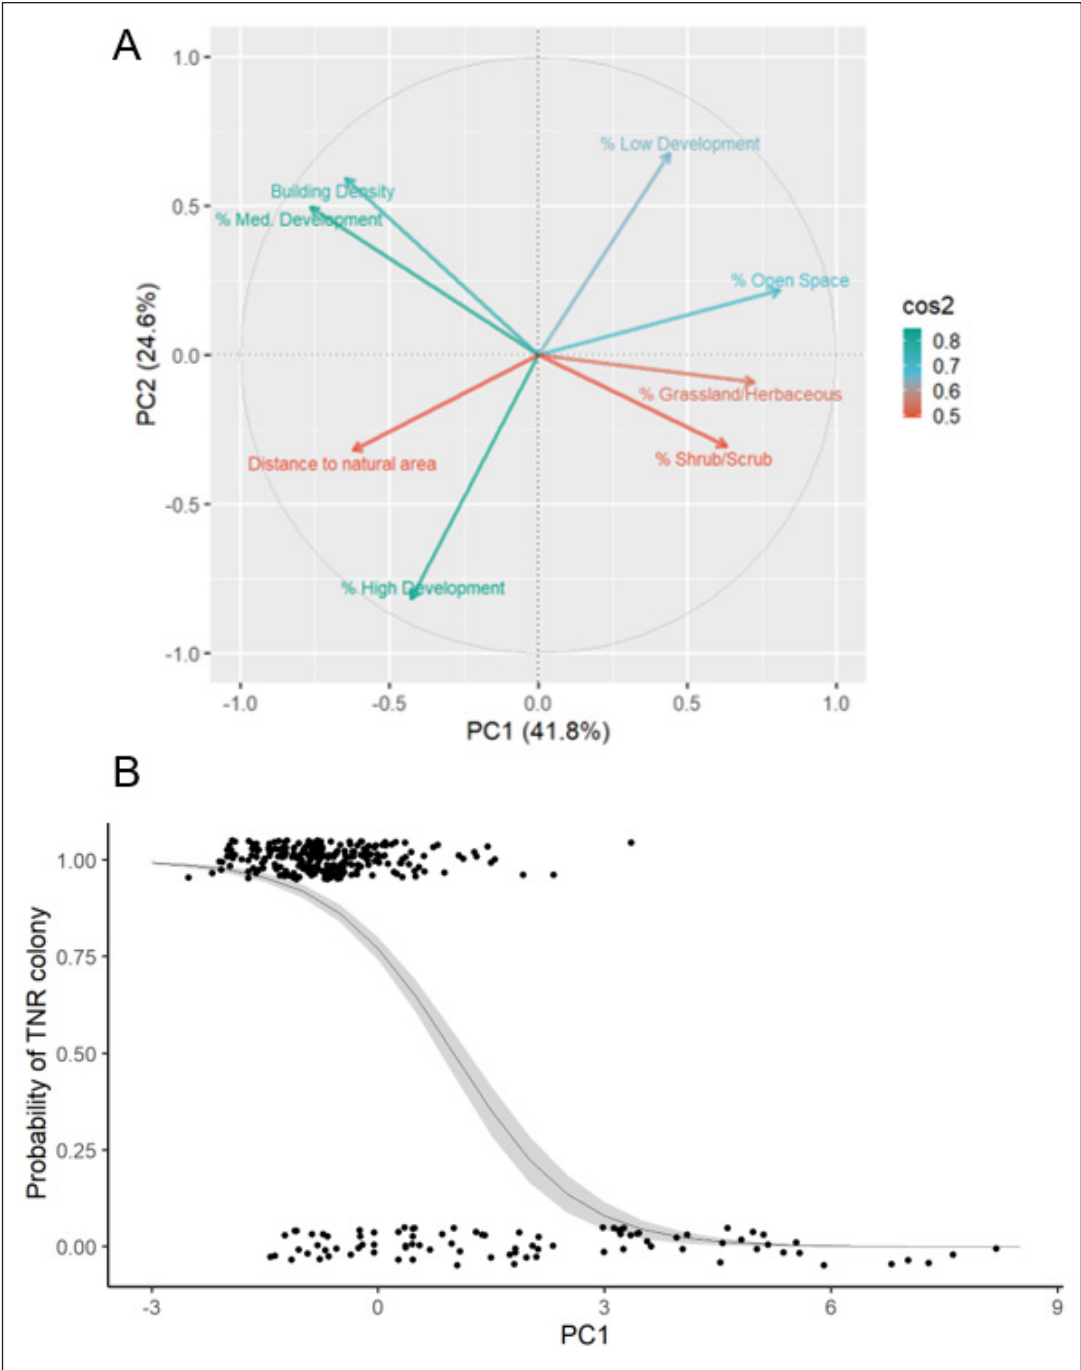 A
1.0
% Low Development
Building Density
0.5
% Med. Development
% Open Space
cos2
0.8
0.7
0.6
0.5
PC2 (24.6%)
0.0
% Grassland/Herbaceous
Distance to natural area
% Shrub/Scrub
-0.5
% High Development
-1.0
-1.0 -0.5 0.0 0.5 1.0
PC1 (41.8%)
B
1.00
0.75
Probability of TNR colony
0.50
0.25
0.00
-3 0 3 6 9
PC1